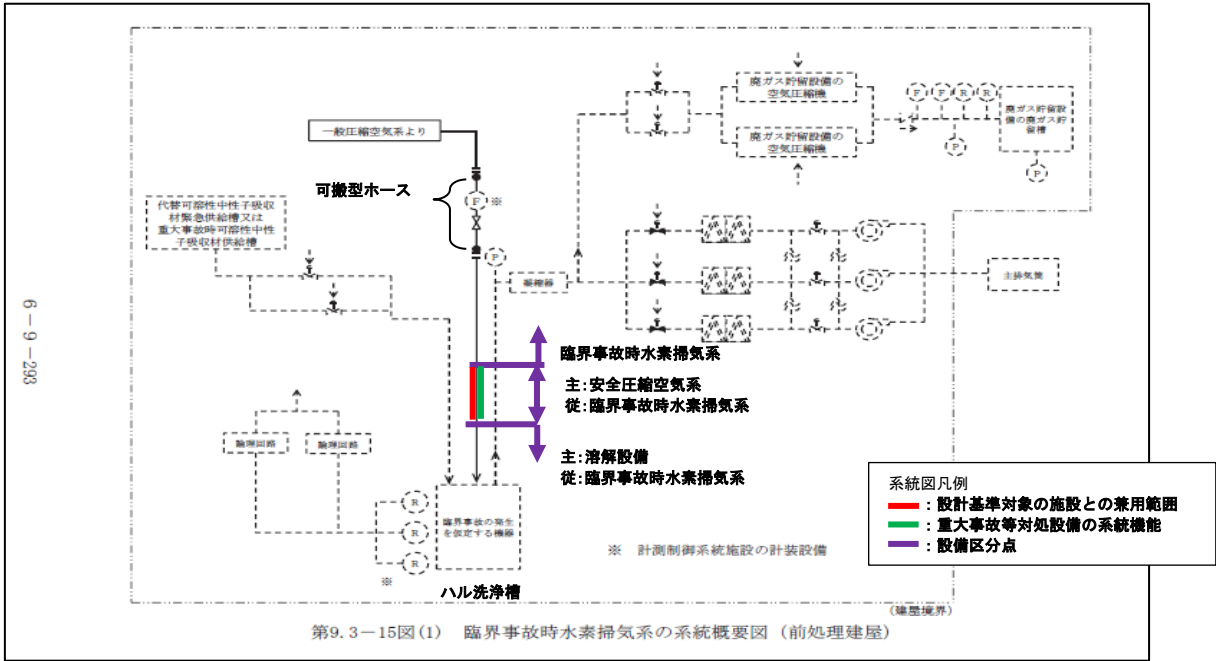 廃ガス貯留設備の
空気圧縮機
廃ガス貯留設備の
空気圧縮機
F
F
R
R
廃ガス貯留設
備の廃ガス貯
留槽
P
P
一般圧縮空気系より
可搬型ホース
F
※
P
代替可溶性中性子吸収
材緊急供給槽又は
重大事故時可溶性中性
子吸収材供給槽
凝縮器
主排気筒
6-9-293
臨界事故時水素掃気系
主:安全圧縮空気系
従:臨界事故時水素掃気系
主:溶解設備
従:臨界事故時水素掃気系
論理回路
論理回路
R
R
R
※
臨界事故の発生
を仮定する機器
ハル洗浄槽
※ 計測制御系統施設の計装設備
系統図凡例
:設計基準対象の施設との兼用範囲
:重大事故等対処設備の系統機能
:設備区分点
(建屋境界)
第9.3-15図(1) 臨界事故時水素掃気系の系統概要図(前処理建屋)